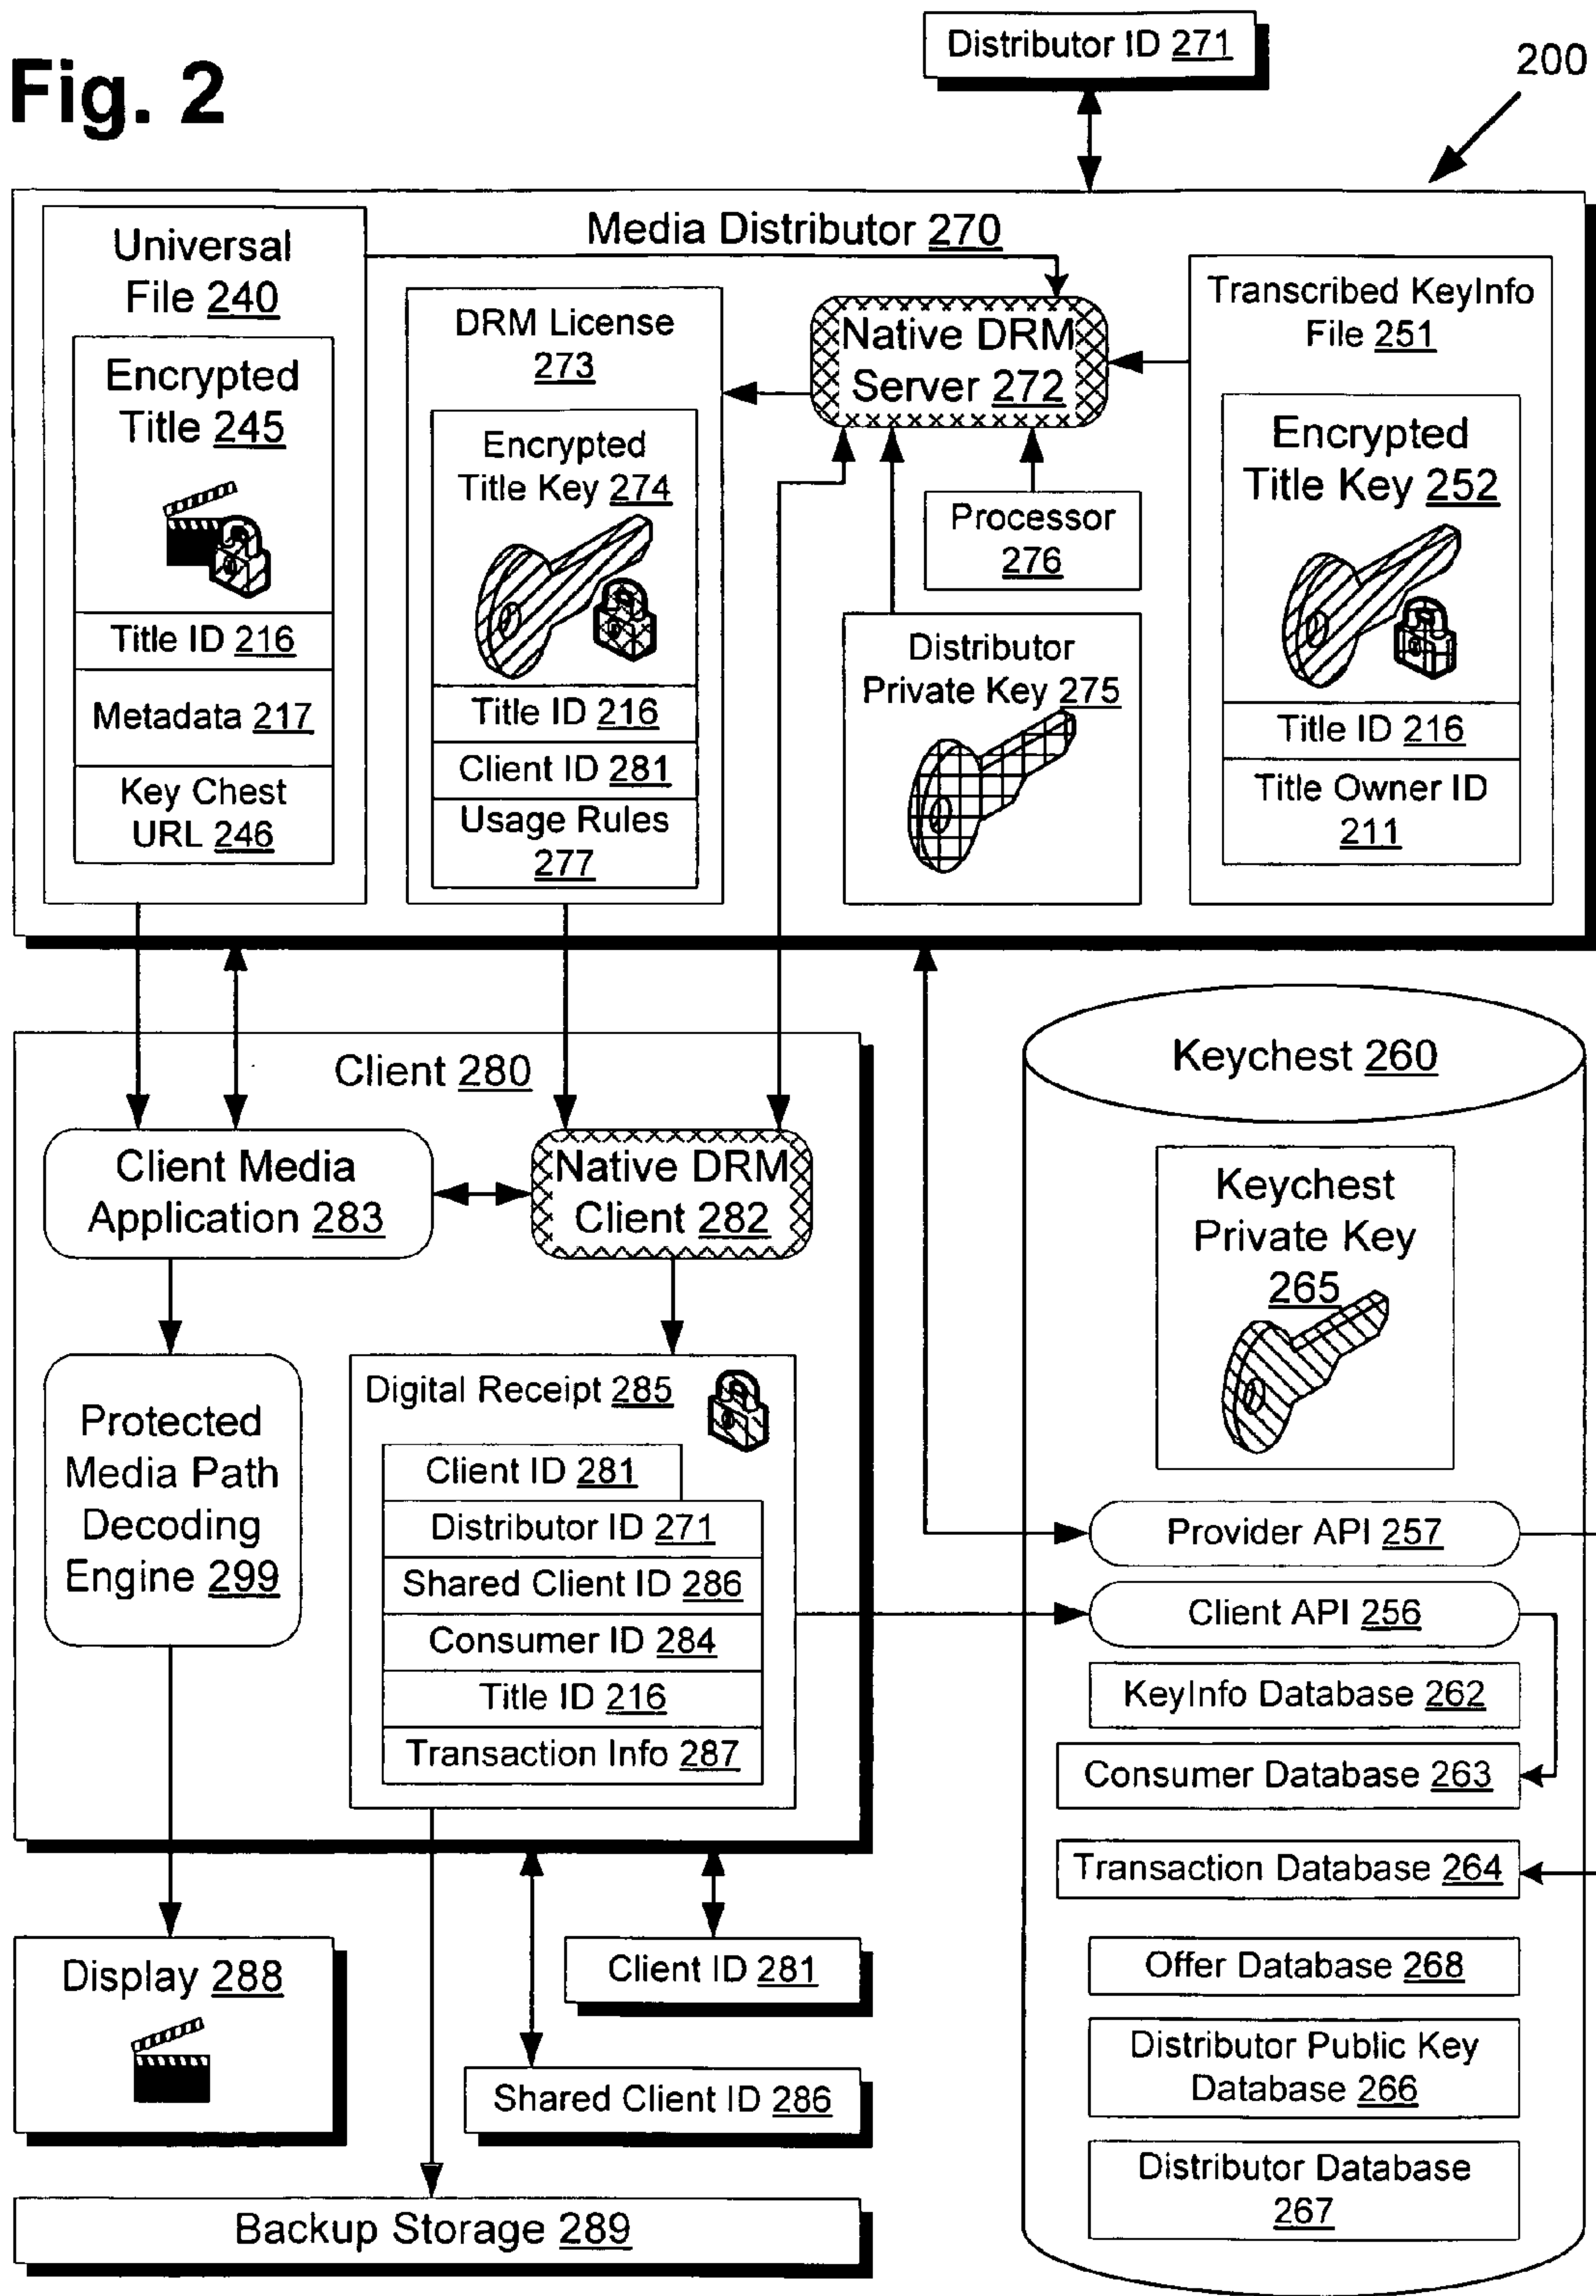 Fig. 2
Distributor ID 271
200
Media Distributor 270
Universal
File 240
Encrypted
Title 245
Title ID 216
Metadata 217
Key Chest
URL 246
DRM License
273
Encrypted
Title Key 274
Title ID 216
Client ID 281
Usage Rules
277
Native DRM
Server 272
Processor
276
Distributor
Private Key 275
Transcribed KeyInfo
File 251
Encrypted
Title Key 252
Title ID 216
Title Owner ID
211
Client 280
Client Media
Application 283
Native DRM
Client 282
Protected
Media Path
Decoding
Engine 299
Digital Receipt 285
Client ID 281
Distributor ID 271
Shared Client ID 286
Consumer ID 284
Title ID 216
Transaction Info 287
Display 288
Client ID 281
Shared Client ID 286
Backup Storage 289
Keychest 260
Keychest
Private Key
265
Provider API 257
Client API 256
KeyInfo Database 262
Consumer Database 263
Transaction Database 264
Offer Database 268
Distributor Public Key
Database 266
Distributor Database
267